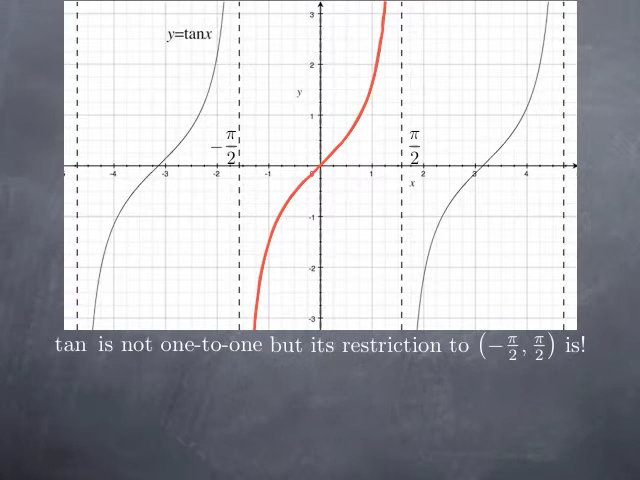 y=tanx
3
2
y
1
-π/2
π/2
-4
-3
-2
-1
0
1
2
3
4
x
-1
-2
-3
tan is not one-to-one but its restriction to (-π/2, π/2) is!